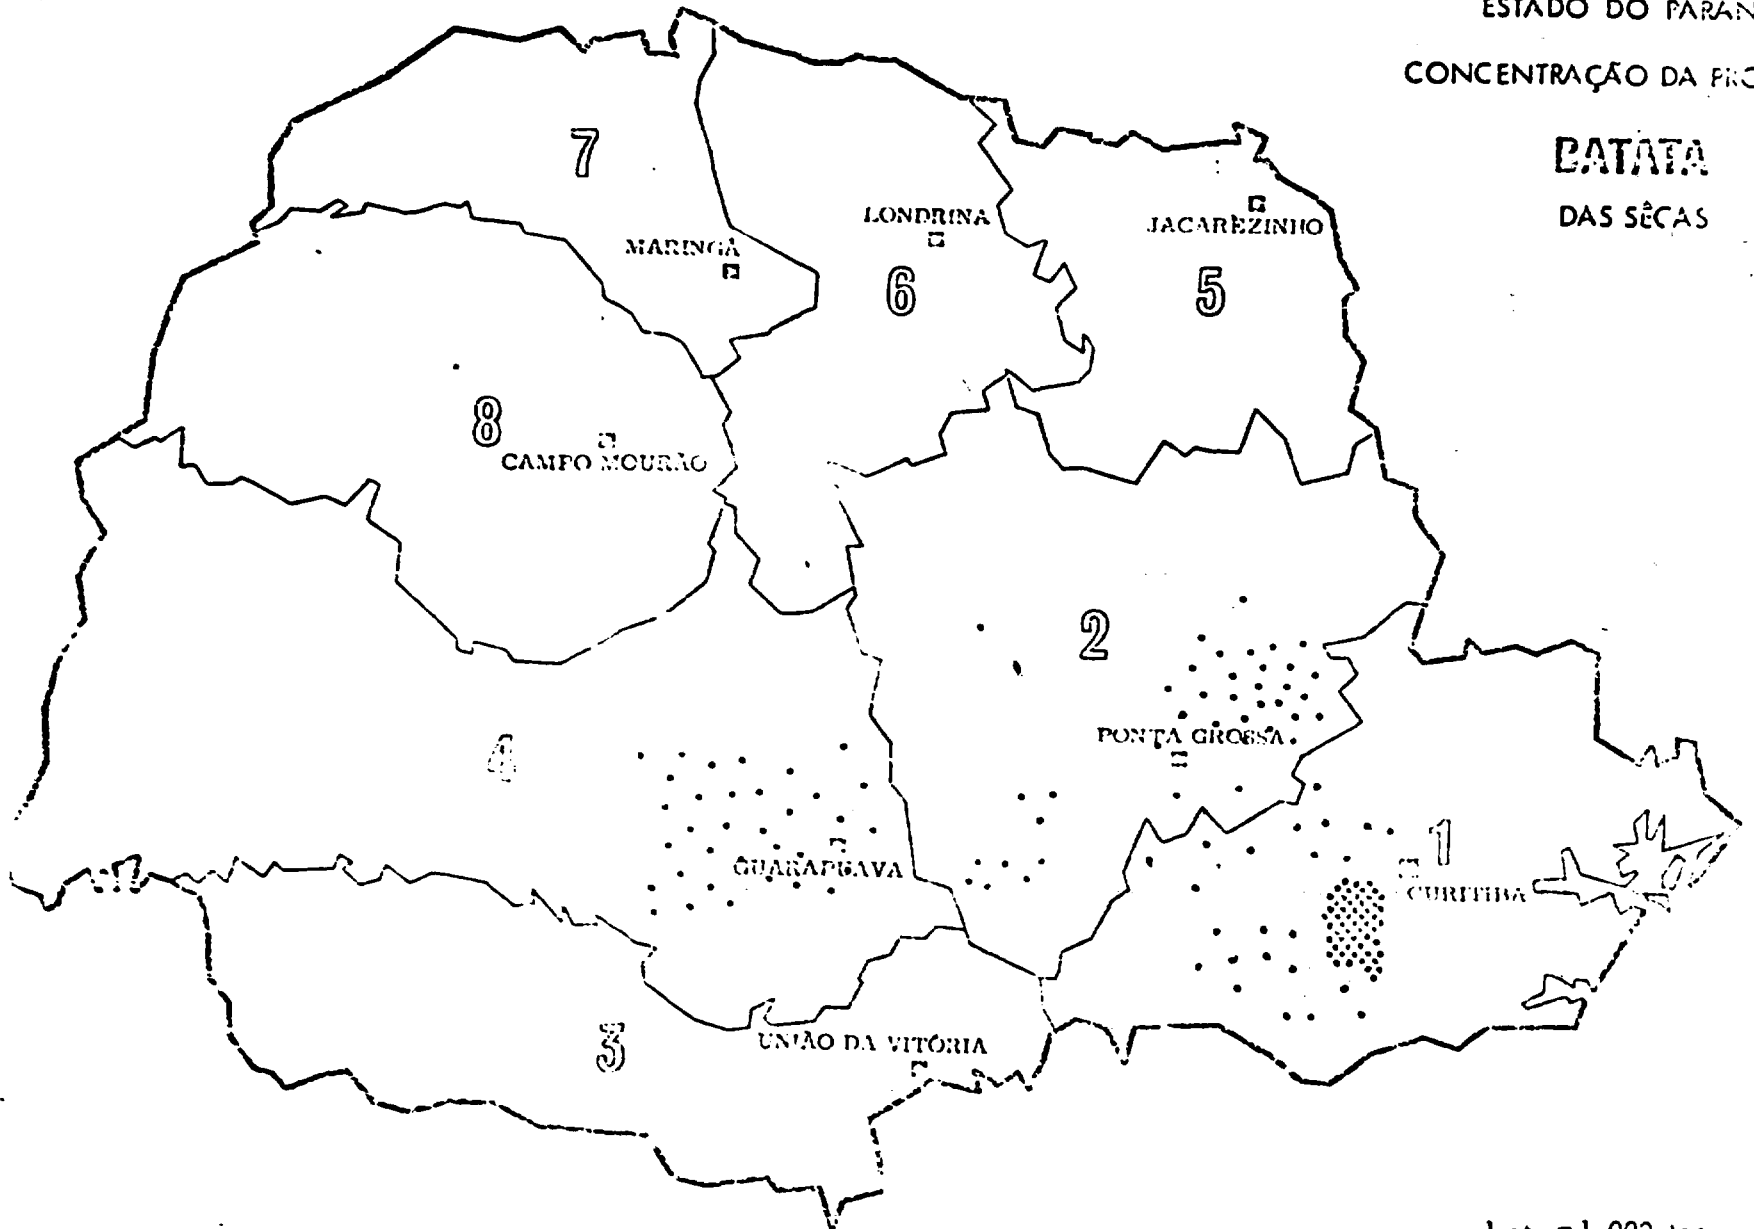 ESTADO DO PARAN
CONCENTRAÇÃO DA PRO
BATATA
DAS SÊCAS
7
LONDRINA
JACARÈZINHO
MARINGÁ
6
5
8
CAMPO MOURÃO
2
PONTA GROSSA
4
1
GUARAPUAVA
CURITIBA
3
UNIÃO DA VITÓRIA